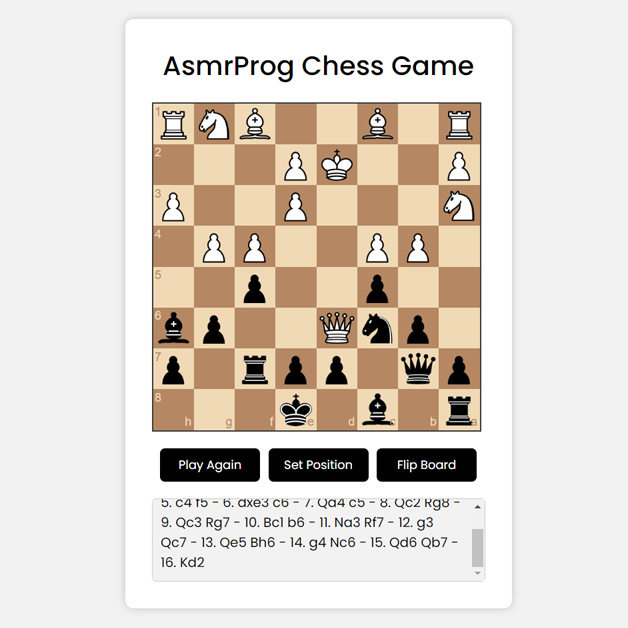 AsmrProg Chess Game
1
2
3
4
5
6
7
8
h g f e d c b a
Play Again Set Position Flip Board
5. c4 f5 - 6. dxe3 c6 - 7. Qd4 c5 - 8. Qc2 Rg8 -
9. Qc3 Rg7 - 10. Bc1 b6 - 11. Na3 Rf7 - 12. g3
Qc7 - 13. Qe5 Bh6 - 14. g4 Nc6 - 15. Qd6 Qb7 -
16. Kd2